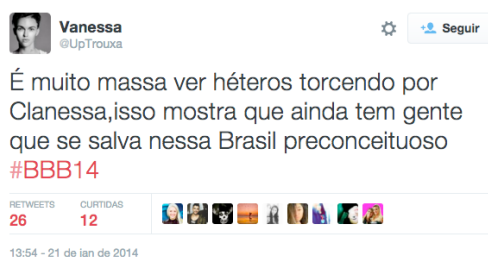 Vanessa
@UpTrouxa
Seguir
É muito massa ver héteros torcendo por
Clanessa,isso mostra que ainda tem gente
que se salva nessa Brasil preconceituoso
#BBB14
RETWEETS
26
CURTIDAS
12
13:54 - 21 de jan de 2014